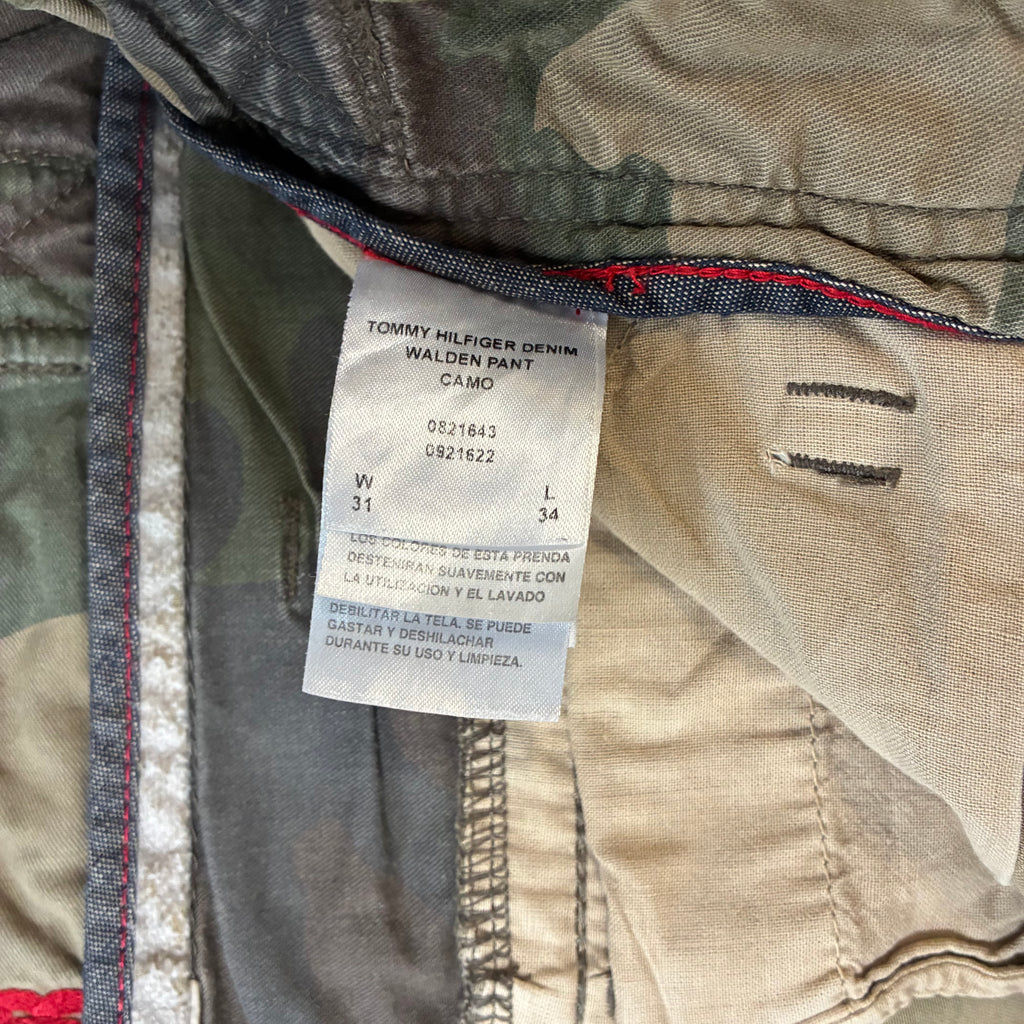 TOMMY HILFIGER DENIM
WALDEN PANT
CAMO
0821643
0921622
W L
31 34
LOS COLORES DE ESTA PRENDA
DESTENIRAN SUAVEMENTE CON
LA UTILIZACION Y EL LAVADO
DEBILITAR LA TELA. SE PUEDE
GASTAR Y DESHILACHAR
DURANTE SU USO Y LIMPIEZA.